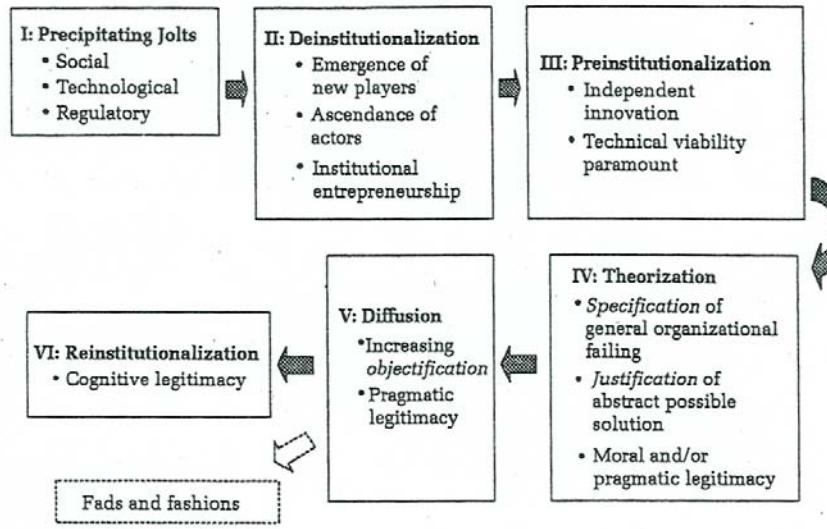 I: Precipitating Jolts
• Social
• Technological
• Regulatory
II: Deinstitutionalization
• Emergence of
new players
• Ascendance of
actors
• Institutional
entrepreneurship
III: Preinstitutionalization
• Independent
innovation
• Technical viability
paramount
IV: Theorization
• Specification of
general organizational
failing
• Justification of
abstract possible
solution
• Moral and/or
pragmatic legitimacy
V: Diffusion
• Increasing
objectification
• Pragmatic
legitimacy
VI: Reinstitutionalization
• Cognitive legitimacy
Fads and fashions